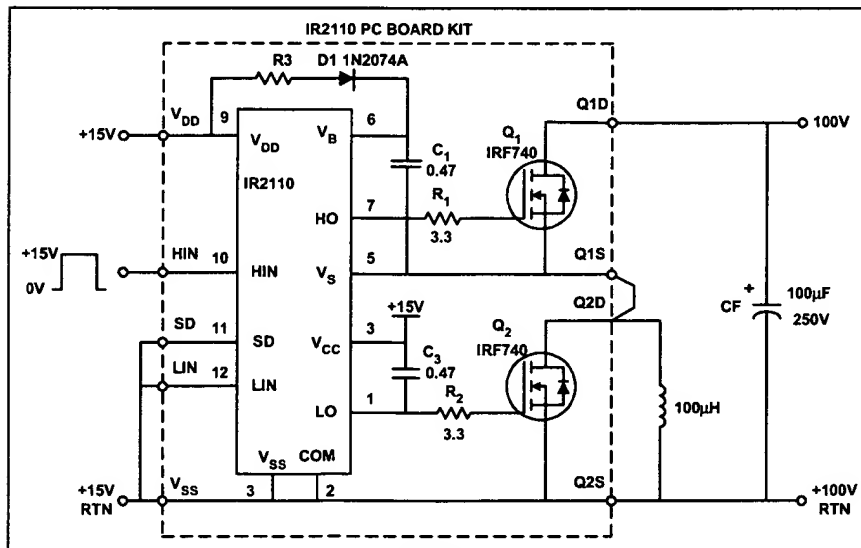 IR2110 PC BOARD KIT
R3 D1 1N2074A
VDD 9 6 Q1D
+15V VDD VB Q1 100V
IR2110 C1 IRF740
0.47
HO 7 R1
3.3
+15V HIN 10 HIN VS 5 Q1S
0V +15V Q2D
SD 11 SD VCC 3 Q2 CF + 100µF
C3 IRF740 250V
LIN 12 LIN 0.47
LO 1 R2 100µH
3.3
VSS COM
+15V VSS 3 2 Q2S +100V
RTN RTN